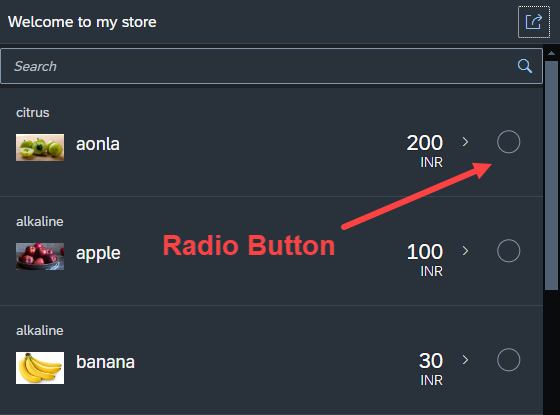 Welcome to my store
Search
citrus
aonla
200
INR
Radio Button
alkaline
apple
100
INR
alkaline
banana
30
INR